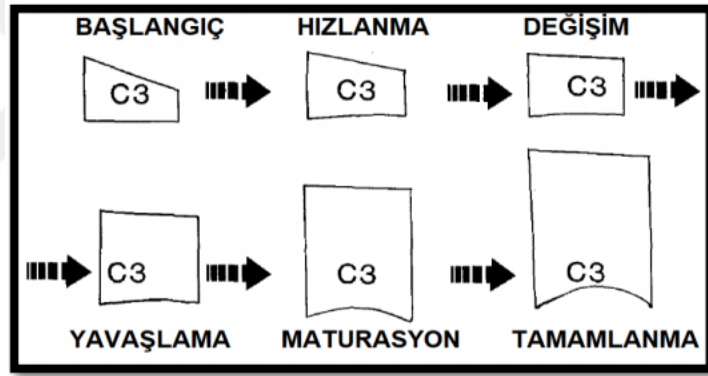 BAŞLANGIÇ HIZLANMA DEĞİŞİM
C3 C3 C3
C3 C3 C3
YAVAŞLAMA MATURASYON TAMAMLANMA